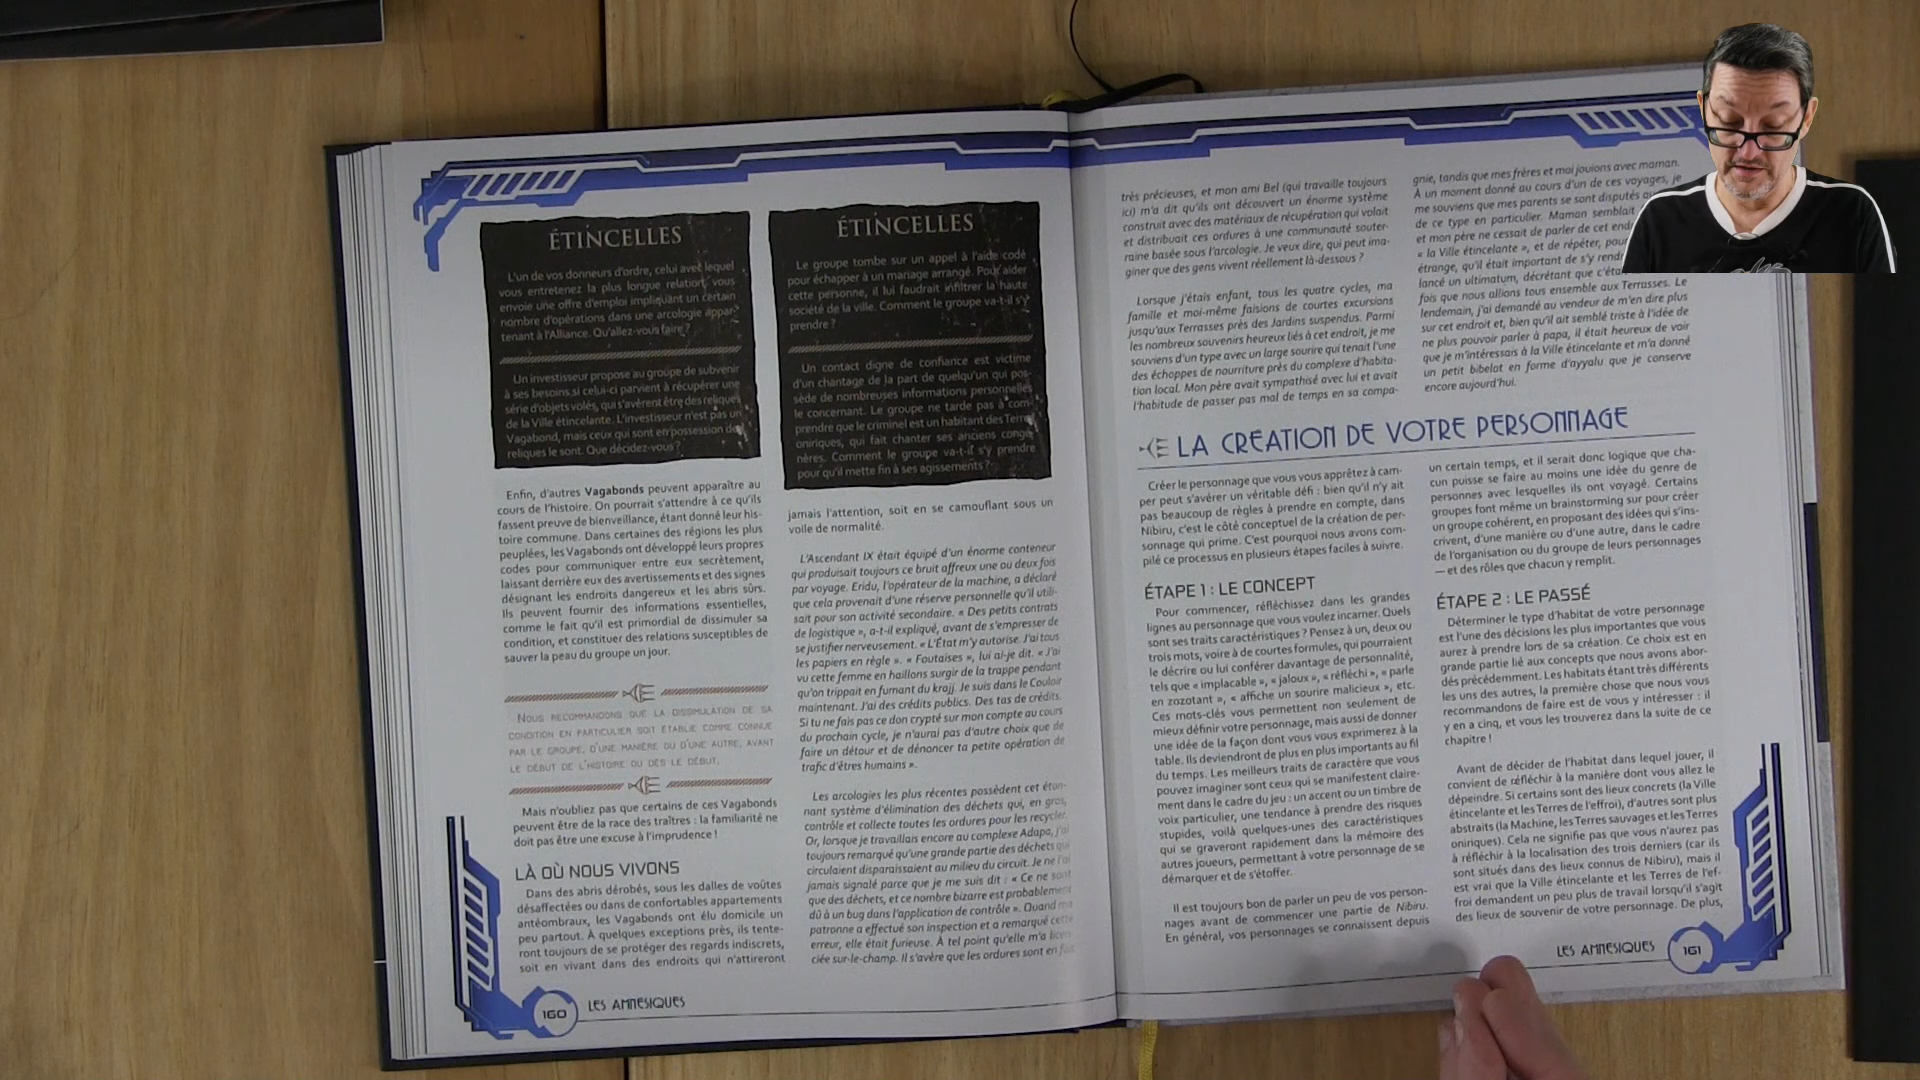 ÉTINCELLES
L'un de vos donneurs d'ordre, celui avec lequel
vous entretenez la plus longue relation, vous
envoie une offre d'emploi impliquant un certain
nombre d'opérations dans une arcologie appar-
tenant à l'Alliance. Qu'allez-vous faire ?
Un investisseur propose au groupe de subvenir
à ses besoins si celui-ci parvient à récupérer une
série d'objets volés, qui s'avèrent être des reliques
de la Ville étincelante. L'investisseur n'est pas un
Vagabond, mais ceux qui sont en possession des
reliques le sont. Que décidez-vous ?
Enfin, d'autres Vagabonds peuvent apparaître au
cours de l'histoire. On pourrait s'attendre à ce qu'ils
fassent preuve de bienveillance, étant donné leur his-
toire commune. Dans certaines des régions les plus
peuplées, les Vagabonds ont développé leurs propres
codes pour communiquer entre eux secrètement,
laissant derrière eux des avertissements et des signes
désignant les endroits dangereux et les abris sûrs.
Ils peuvent fournir des informations essentielles,
comme le fait qu'il est primordial de dissimuler sa
condition, et constituer des relations susceptibles de
sauver la peau du groupe un jour.
Nous recommandons que la dissimulation de sa
condition en particulier soit établie comme connue
par le groupe, d'une manière ou d'une autre, avant
le début de l'histoire ou dès le début.
Mais n'oubliez pas que certains de ces Vagabonds
peuvent être de la race des traîtres : la familiarité ne
doit pas être une excuse à l'imprudence !
LÀ OÙ NOUS VIVONS
Dans des abris dérobés, sous les dalles de voûtes
désaffectées ou dans de confortables appartements
antéombraux, les Vagabonds ont élu domicile un
peu partout. À quelques exceptions près, ils tente-
ront toujours de se protéger des regards indiscrets,
soit en vivant dans des endroits qui n'attireront
ÉTINCELLES
Le groupe tombe sur un appel à l'aide codé
pour échapper à un mariage arrangé. Pour aider
cette personne, il lui faudrait infiltrer la haute
société de la ville. Comment le groupe va-t-il s'y
prendre ?
Un contact digne de confiance est victime
d'un chantage de la part de quelqu'un qui pos-
sède de nombreuses informations personnelles
le concernant. Le groupe ne tarde pas à com-
prendre que le criminel est un habitant des Terres
oniriques, qui fait chanter ses anciens congé-
nères. Comment le groupe va-t-il s'y prendre
pour qu'il mette fin à ses agissements ?
jamais l'attention, soit en se camouflant sous un
voile de normalité.
L'Ascendant IX était équipé d'un énorme conteneur
qui produisait toujours ce bruit affreux une ou deux fois
par voyage. Eridu, l'opérateur de la machine, a déclaré
que cela provenait d'une réserve personnelle qu'il utili-
sait pour son activité secondaire. « Des petits contrats
de logistique », a-t-il expliqué, avant de s'empresser de
se justifier nerveusement. « L'État m'y autorise. J'ai tous
les papiers en règle ». « Foutaises », lui ai-je dit. « J'ai
vu cette femme en haillons surgir de la trappe pendant
qu'on trippait en fumant du krajj. Je suis dans le Couloir
maintenant. J'ai des crédits publics. Des tas de crédits.
Si tu ne fais pas ce don crypté sur mon compte au cours
du prochain cycle, je n'aurai pas d'autre choix que de
faire un détour et de dénoncer ta petite opération de
trafic d'êtres humains ».
Les arcologies les plus récentes possèdent cet éton-
nant système d'élimination des déchets qui, en gros,
contrôle et collecte toutes les ordures pour les recycler.
Or, lorsque je travaillais encore au complexe Adapa, j'ai
toujours remarqué qu'une grande partie des déchets qui
circulaient disparaissaient au milieu du circuit. Je ne l'ai
jamais signalé parce que je me suis dit : « Ce ne sont
que des déchets, et ce nombre bizarre est probablement
dû à un bug dans l'application de contrôle ». Quand ma
patronne a effectué son inspection et a remarqué cette
erreur, elle était furieuse. À tel point qu'elle m'a licen-
ciée sur-le-champ. Il s'avère que les ordures sont en fait
160 LES AMNÉSIQUES
très précieuses, et mon ami Bel (qui travaille toujours
ici) m'a dit qu'ils ont découvert un énorme système
construit avec des matériaux de récupération qui volait
et distribuait ces ordures à une communauté souter-
raine basée sous l'arcologie. Je veux dire, qui peut ima-
giner que des gens vivent réellement là-dessous ?
Lorsque j'étais enfant, tous les quatre cycles, ma
famille et moi-même faisions de courtes excursions
jusqu'aux Terrasses près des Jardins suspendus. Parmi
les nombreux souvenirs heureux liés à cet endroit, je me
souviens d'un type avec un large sourire qui tenait l'une
des échoppes de nourriture près du complexe d'habita-
tion local. Mon père avait sympathisé avec lui et avait
l'habitude de passer pas mal de temps en sa compa-
gnie, tandis que mes frères et moi jouions avec maman.
À un moment donné au cours d'un de ces voyages, je
me souviens que mes parents se sont disputés
de ce type en particulier. Maman semblait
et mon père ne cessait de parler de cet
« la Ville étincelante », et de répéter,
étrange, qu'il était important de s'y
lancé un ultimatum, décrétant que
fois que nous allions tous ensemble aux Terrasses. Le
lendemain, j'ai demandé au vendeur de m'en dire plus
sur cet endroit et, bien qu'il ait semblé triste à l'idée de
ne plus pouvoir parler à papa, il était heureux de voir
que je m'intéressais à la Ville étincelante et m'a donné
un petit bibelot en forme d'ayyalu que je conserve
encore aujourd'hui.
LA CRÉATION DE VOTRE PERSONNAGE
Créer le personnage que vous vous apprêtez à cam-
per peut s'avérer un véritable défi : bien qu'il n'y ait
pas beaucoup de règles à prendre en compte, dans
Nibiru, c'est le côté conceptuel de la création de per-
sonnage qui prime. C'est pourquoi nous avons com-
pilé ce processus en plusieurs étapes faciles à suivre.
ÉTAPE 1 : LE CONCEPT
Pour commencer, réfléchissez dans les grandes
lignes au personnage que vous voulez incarner. Quels
sont ses traits caractéristiques ? Pensez à un, deux ou
trois mots, voire à de courtes formules, qui pourraient
le décrire ou lui conférer davantage de personnalité,
tels que « implacable », « jaloux », « réfléchi », « parle
en zozotant », « affiche un sourire malicieux », etc.
Ces mots-clés vous permettent non seulement de
mieux définir votre personnage, mais aussi de donner
une idée de la façon dont vous vous exprimerez à la
table. Ils deviendront de plus en plus importants au fil
du temps. Les meilleurs traits de caractère que vous
pouvez imaginer sont ceux qui se manifestent claire-
ment dans le cadre du jeu : un accent ou un timbre de
voix particulier, une tendance à prendre des risques
stupides, voilà quelques-unes des caractéristiques
qui se graveront rapidement dans la mémoire des
autres joueurs, permettant à votre personnage de se
démarquer et de s'étoffer.
Il est toujours bon de parler un peu de vos person-
nages avant de commencer une partie de Nibiru.
En général, vos personnages se connaissent depuis
un certain temps, et il serait donc logique que cha-
cun puisse se faire au moins une idée du genre de
personnes avec lesquelles ils ont voyagé. Certains
groupes font même un brainstorming sur pour créer
un groupe cohérent, en proposant des idées qui s'ins-
crivent, d'une manière ou d'une autre, dans le cadre
de l'organisation ou du groupe de leurs personnages
— et des rôles que chacun y remplit.
ÉTAPE 2 : LE PASSÉ
Déterminer le type d'habitat de votre personnage
est l'une des décisions les plus importantes que vous
aurez à prendre lors de sa création. Ce choix est en
grande partie lié aux concepts que nous avons abor-
dés précédemment. Les habitats étant très différents
les uns des autres, la première chose que nous vous
recommandons de faire est de vous y intéresser : il
y en a cinq, et vous les trouverez dans la suite de ce
chapitre !
Avant de décider de l'habitat dans lequel jouer, il
convient de réfléchir à la manière dont vous allez le
dépeindre. Si certains sont des lieux concrets (la Ville
étincelante et les Terres de l'effroi), d'autres sont plus
abstraits (la Machine, les Terres sauvages et les Terres
oniriques). Cela ne signifie pas que vous n'aurez pas
à réfléchir à la localisation des trois derniers (car ils
sont situés dans des lieux connus de Nibiru), mais il
est vrai que la Ville étincelante et les Terres de l'ef-
froi demandent un peu plus de travail lorsqu'il s'agit
des lieux de souvenir de votre personnage. De plus,
LES AMNÉSIQUES 161